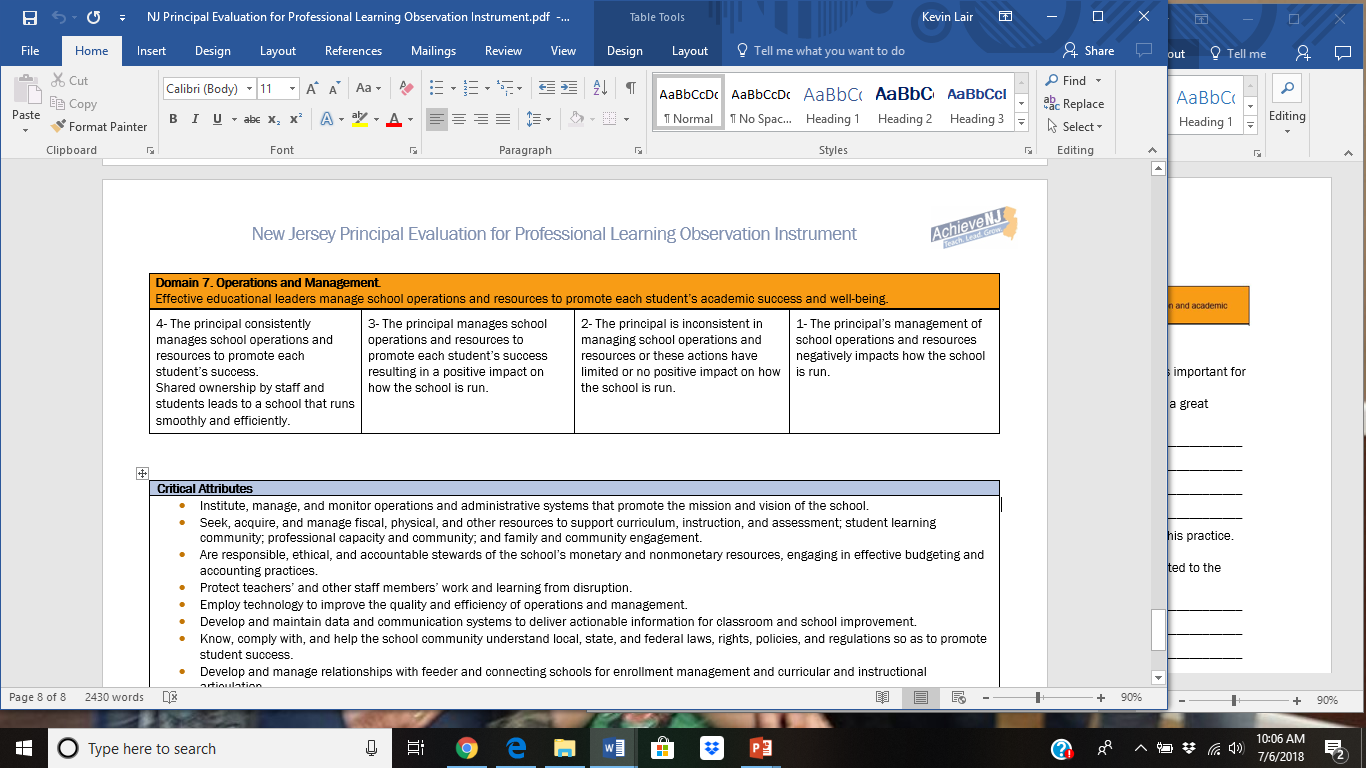 NJ Principal Evaluation for Professional Learning Observation Instrument.pdf -...
Table Tools
Kevin Lair
File Home Insert Design Layout References Mailings Review View Design Layout Tell me what you want to do Share
out Tell me
Paste
Cut
Copy
Format Painter
Calibri (Body) 11
AaBbCcDc AaBbCcDc AaBbCc AaBbC AaBbCcI
¶ Normal ¶ No Spac... Heading 1 Heading 2 Heading 3
Find
Replace
Select
AaBbCc
Heading 1
Editing
Clipboard Font Paragraph Styles Editing
New Jersey Principal Evaluation for Professional Learning Observation Instrument
AchieveNJ
Teach. Lead. Grow.
Domain 7. Operations and Management.
Effective educational leaders manage school operations and resources to promote each student's academic success and well-being.
4- The principal consistently
manages school operations and
resources to promote each
student's success.
Shared ownership by staff and
students leads to a school that runs
smoothly and efficiently.
3- The principal manages school
operations and resources to
promote each student's success
resulting in a positive impact on
how the school is run.
2- The principal is inconsistent in
managing school operations and
resources or these actions have
limited or no positive impact on how
the school is run.
1- The principal's management of
school operations and resources
negatively impacts how the school
is run.
Critical Attributes
Institute, manage, and monitor operations and administrative systems that promote the mission and vision of the school.
Seek, acquire, and manage fiscal, physical, and other resources to support curriculum, instruction, and assessment; student learning
community; professional capacity and community; and family and community engagement.
Are responsible, ethical, and accountable stewards of the school's monetary and nonmonetary resources, engaging in effective budgeting and
accounting practices.
Protect teachers' and other staff members' work and learning from disruption.
Employ technology to improve the quality and efficiency of operations and management.
Develop and maintain data and communication systems to deliver actionable information for classroom and school improvement.
Know, comply with, and help the school community understand local, state, and federal laws, rights, policies, and regulations so as to promote
student success.
Develop and manage relationships with feeder and connecting schools for enrollment management and curricular and instructional
articulation
on and academic
s important for
a great
his practice.
ted to the
Page 8 of 8 2430 words 90%
90%
Type here to search
10:06 AM
7/6/2018
2